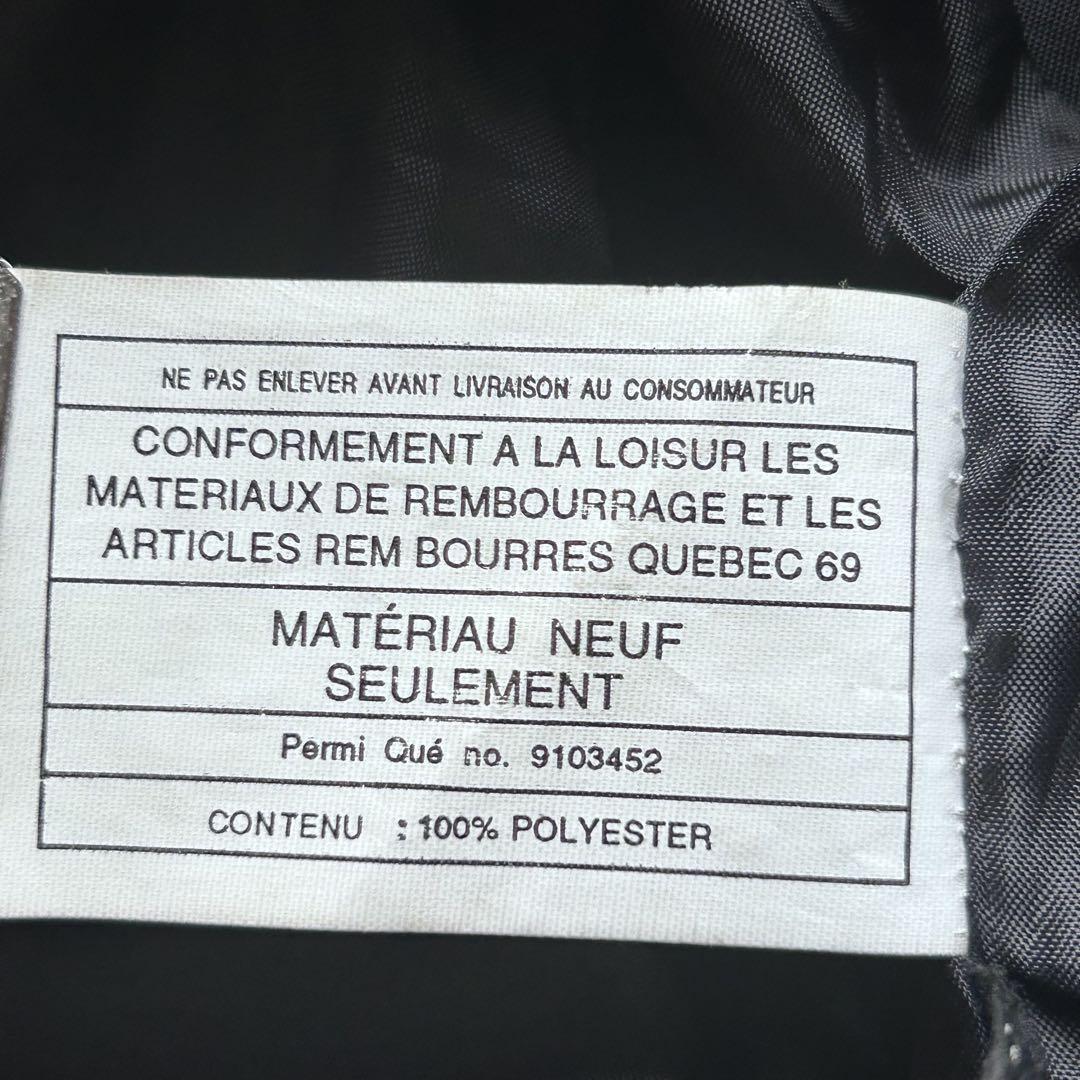 NE PAS ENLEVER AVANT LIVRAISON AU CONSOMMATEUR
CONFORMEMENT A LA LOISUR LES
MATERIAUX DE REMBOURRAGE ET LES
ARTICLES REM BOURRES QUEBEC 69
MATÉRIAU NEUF
SEULEMENT
Permi Qué no. 9103452
CONTENU : 100% POLYESTER